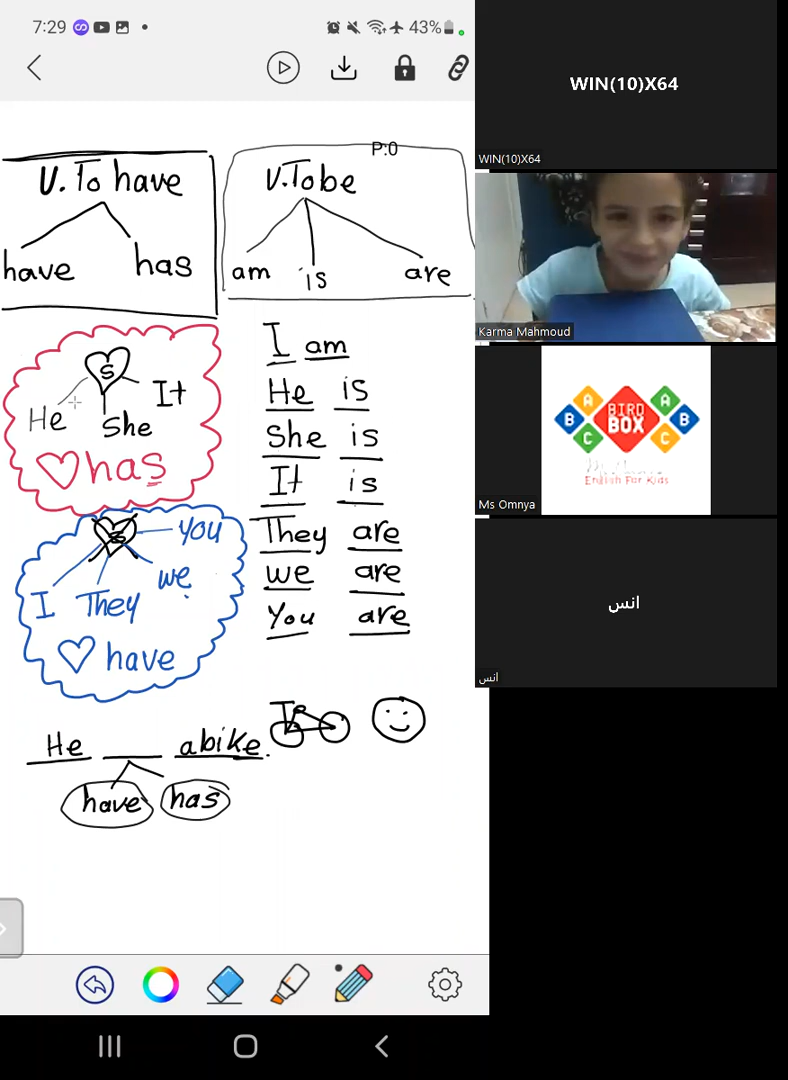 7:29
43%
P:0
V. To have
have has
V. To be
am is are
S
He She It
has
S
You
we
I They
have
I am
He is
She is
It is
They are
we are
You are
He ___ a bike.
have has
WIN(10)X64
WIN(10)X64
Karma Mahmoud
A A
B BIRD B
BOX
C C
English For Kids
Ms Omnya
انس
انس